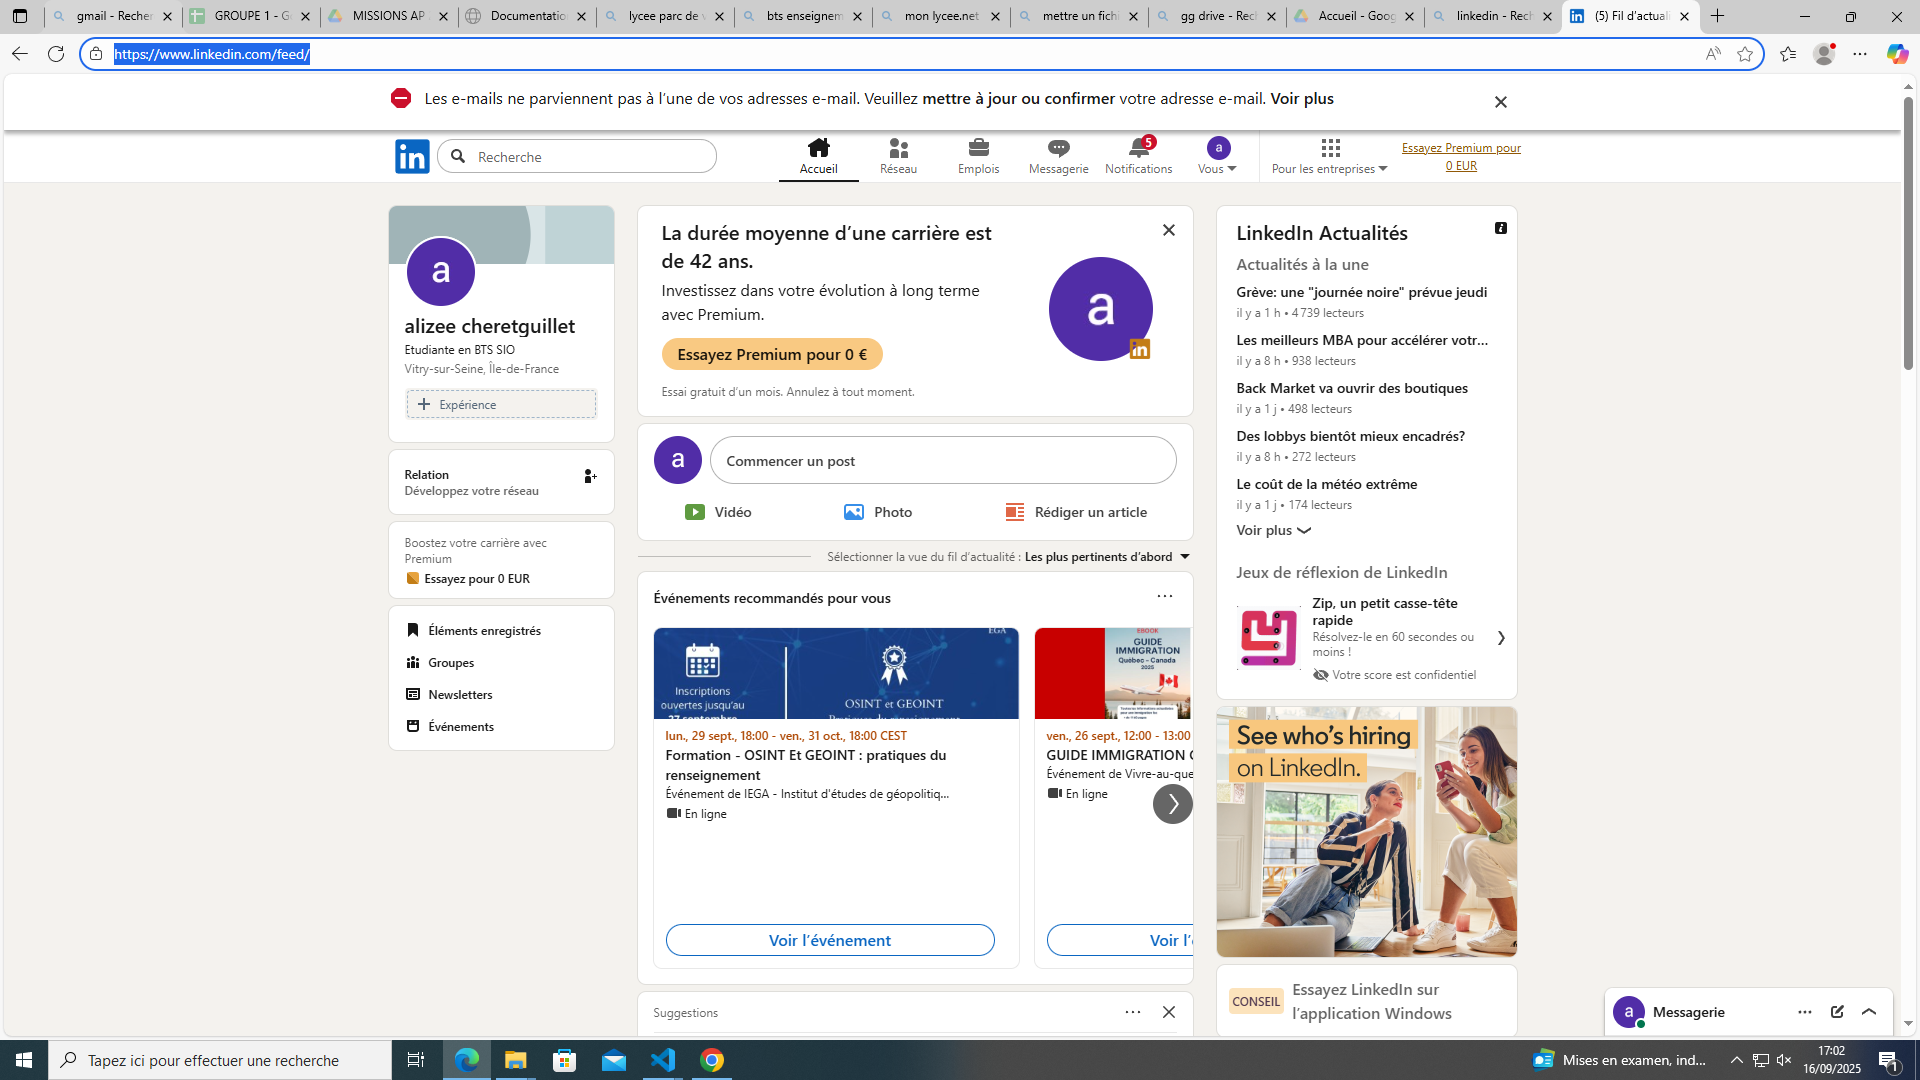 gmail - Recher
GROUPE 1 - Go
MISSIONS AP
Documentation
lycee parc de v
bts enseignem
mon lycee.net
mettre un fichi
gg drive - Rech
Accueil - Goog
linkedin - Rech
(5) Fil d'actuali
https://www.linkedin.com/feed/
Les e-mails ne parviennent pas à l'une de vos adresses e-mail. Veuillez mettre à jour ou confirmer votre adresse e-mail. Voir plus
in
Recherche
Accueil
Réseau
Emplois
Messagerie
5
Notifications
a
Vous
Pour les entreprises
Essayez Premium pour
0 EUR
a
alizee cheretguillet
Etudiante en BTS SIO
Vitry-sur-Seine, Île-de-France
+ Expérience
Relation
Développez votre réseau
Boostez votre carrière avec
Premium
Essayez pour 0 EUR
Éléments enregistrés
Groupes
Newsletters
Événements
La durée moyenne d'une carrière est
de 42 ans.
Investissez dans votre évolution à long terme
avec Premium.
Essayez Premium pour 0 €
Essai gratuit d'un mois. Annulez à tout moment.
a
in
a
Commencer un post
Vidéo
Photo
Rédiger un article
Sélectionner la vue du fil d'actualité : Les plus pertinents d'abord
Événements recommandés pour vous
EGA
Inscriptions
ouvertes jusqu'au
27 septembre
OSINT et GEOINT
Pratiques du renseignement
lun., 29 sept., 18:00 - ven., 31 oct., 18:00 CEST
Formation - OSINT Et GEOINT : pratiques du
renseignement
Événement de IEGA - Institut d'études de géopolitiq...
En ligne
Voir l'événement
EBOOK
GUIDE
IMMIGRATION
Québec - Canada
2025
ven., 26 sept., 12:00 - 13:00
GUIDE IMMIGRATION
Événement de Vivre-au-que
En ligne
Voir l'
Suggestions
LinkedIn Actualités
Actualités à la une
Grève: une "journée noire" prévue jeudi
il y a 1 h • 4 739 lecteurs
Les meilleurs MBA pour accélérer votr...
il y a 8 h • 938 lecteurs
Back Market va ouvrir des boutiques
il y a 1 j • 498 lecteurs
Des lobbys bientôt mieux encadrés?
il y a 8 h • 272 lecteurs
Le coût de la météo extrême
il y a 1 j • 174 lecteurs
Voir plus
Jeux de réflexion de LinkedIn
Zip, un petit casse-tête
rapide
Résolvez-le en 60 secondes ou
moins !
Votre score est confidentiel
See who's hiring
on LinkedIn.
CONSEIL
Essayez LinkedIn sur
l'application Windows
a
Messagerie
Tapez ici pour effectuer une recherche
Mises en examen, ind...
17:02
16/09/2025
1